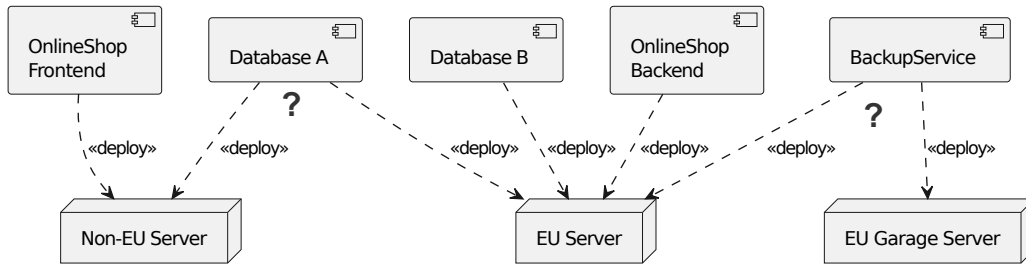 OnlineShop
Frontend
Database A
Database B
OnlineShop
Backend
BackupService
?
?
«deploy»
«deploy»
«deploy»
«deploy»
«deploy»
«deploy»
«deploy»
Non-EU Server
EU Server
EU Garage Server